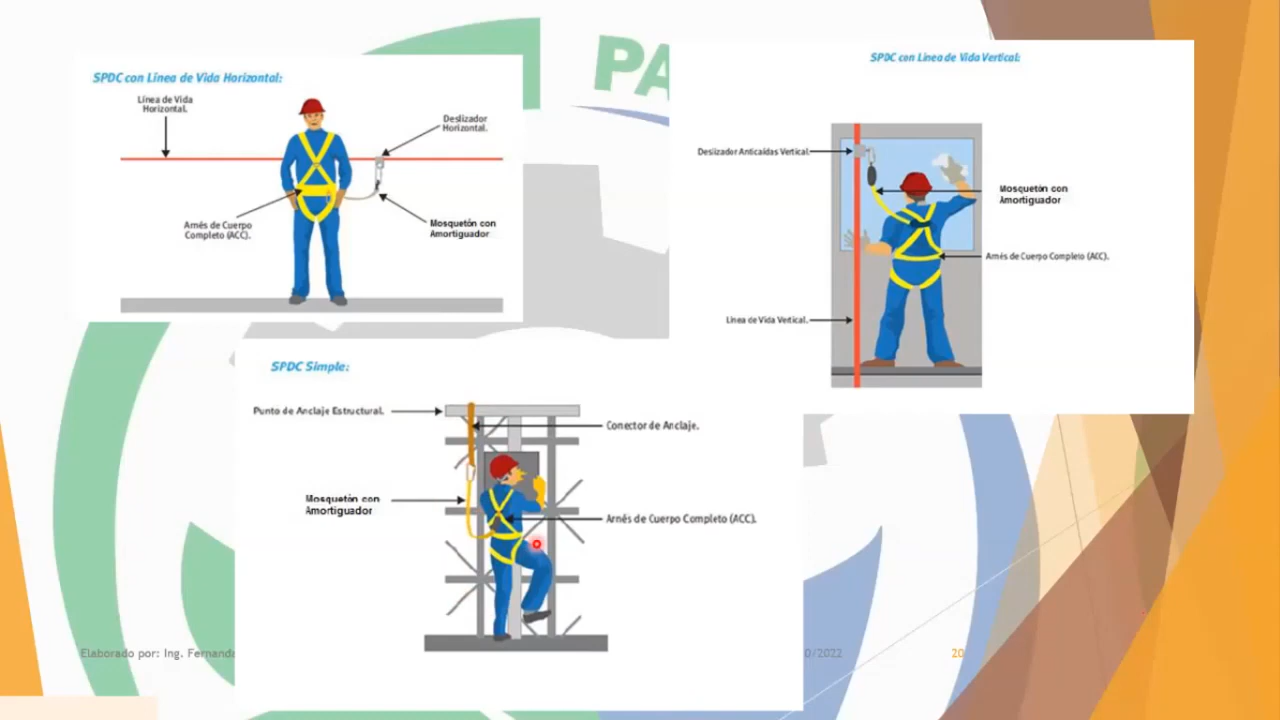 PA
SPDC con Línea de Vida Horizontal:
Línea de Vida
Horizontal.
Deslizador
Horizontal.
Arnés de Cuerpo
Completo (ACC).
Mosquetón con
Amortiguador
SPDC con Línea de Vida Vertical:
Deslizador Anticaídas Vertical.
Mosquetón con
Amortiguador
Arnés de Cuerpo Completo (ACC).
Línea de Vida Vertical.
SPDC Simple:
Punto de Anclaje Estructural.
Conector de Anclaje.
Mosquetón con
Amortiguador
Arnés de Cuerpo Completo (ACC).
Elaborado por: Ing. Fernanda
0/2022
20